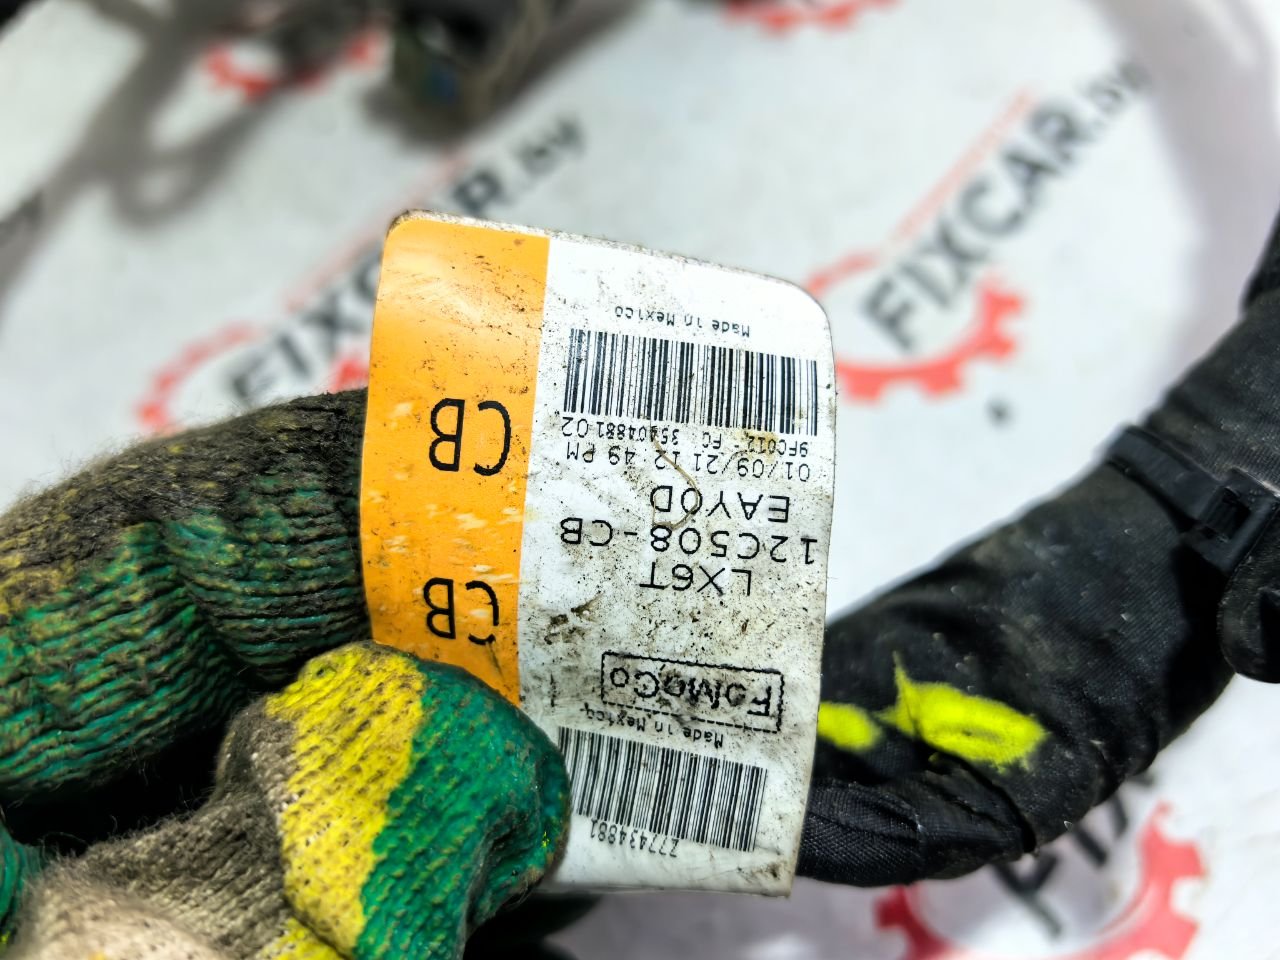 Made in Mexico
9FC012 - FC 35404881.02
01/09/21 12:49 PM
EAYOD
12C508-CB
LX6T
FoMoCo
Made in Mexico
Z77434881
CB
CB
FIXCAR.by
FIXCAR.by